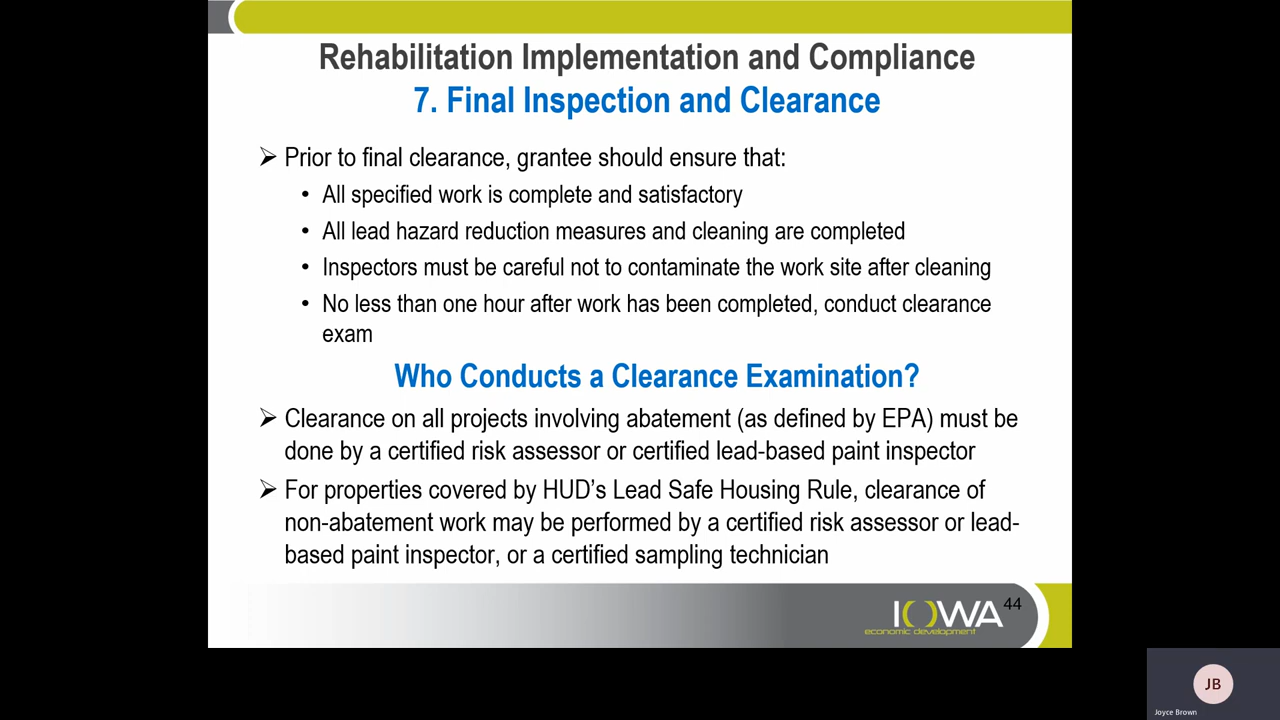 Rehabilitation Implementation and Compliance
7. Final Inspection and Clearance
➢ Prior to final clearance, grantee should ensure that:
• All specified work is complete and satisfactory
• All lead hazard reduction measures and cleaning are completed
• Inspectors must be careful not to contaminate the work site after cleaning
• No less than one hour after work has been completed, conduct clearance
exam
Who Conducts a Clearance Examination?
➢ Clearance on all projects involving abatement (as defined by EPA) must be
done by a certified risk assessor or certified lead-based paint inspector
➢ For properties covered by HUD’s Lead Safe Housing Rule, clearance of
non-abatement work may be performed by a certified risk assessor or lead-
based paint inspector, or a certified sampling technician
44
IOWA
economic development
JB
Joyce Brown